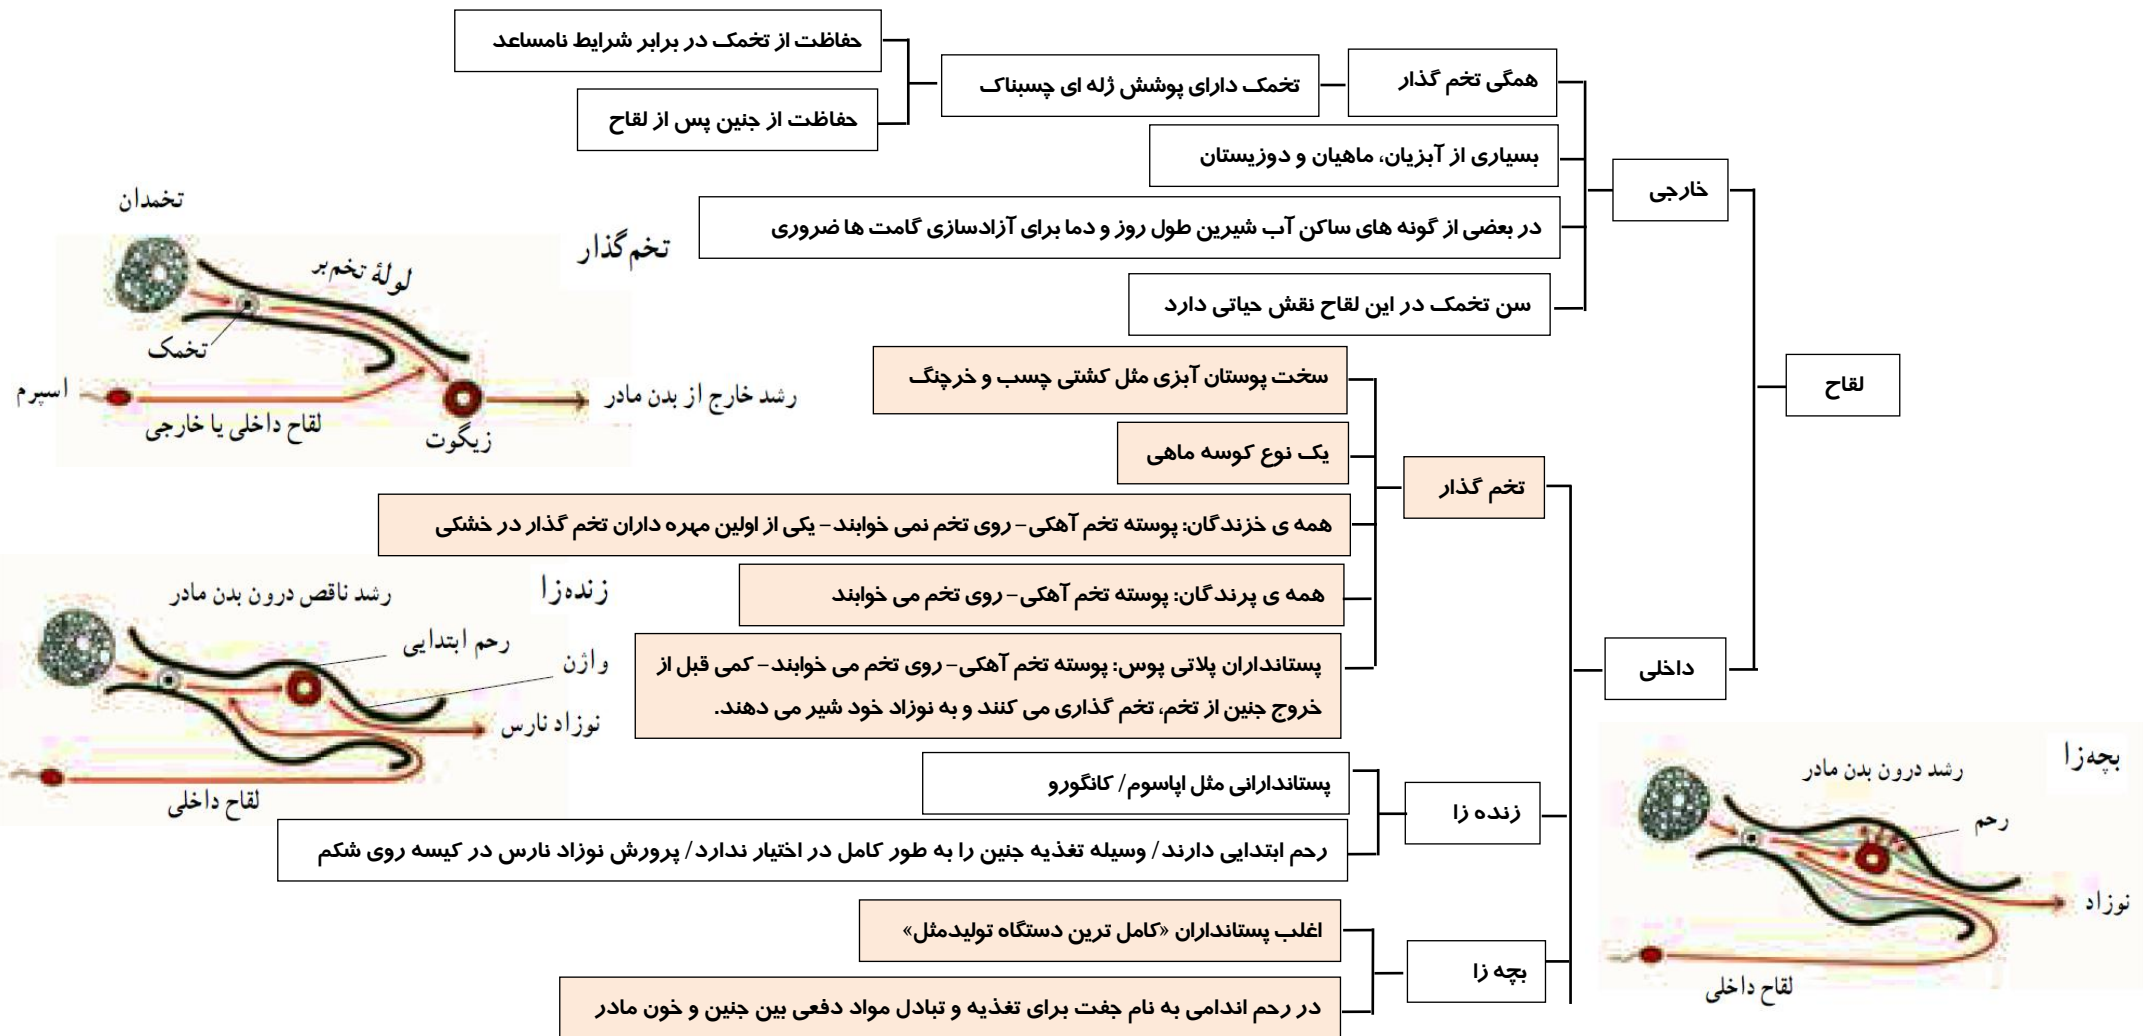 لقاح
خارجی
همگی تخم گذار
تخمک دارای پوشش ژله ای چسبناک
حفاظت از تخمک در برابر شرایط نامساعد
حفاظت از جنین پس از لقاح
بسیاری از آبزیان، ماهیان و دوزیستان
در بعضی از گونه های ساکن آب شیرین طول روز و دما برای آزادسازی گامت ها ضروری
سن تخمک در این لقاح نقش حیاتی دارد
داخلی
تخم گذار
سخت پوستان آبزی مثل کشتی چسب و خرچنگ
یک نوع کوسه ماهی
همه ی خزندگان: پوسته تخم آهکی– روی تخم نمی خوابند– یکی از اولین مهره داران تخم گذار در خشکی
همه ی پرندگان: پوسته تخم آهکی– روی تخم می خوابند
پستانداران پلاتی پوس: پوسته تخم آهکی– روی تخم می خوابند– کمی قبل از
خروج جنین از تخم، تخم گذاری می کنند و به نوزاد خود شیر می دهند.
زنده زا
پستاندارانی مثل اپاسوم/ کانگورو
رحم ابتدایی دارند/ وسیله تغذیه جنین را به طور کامل در اختیار ندارد/ پرورش نوزاد نارس در کیسه روی شکم
بچه زا
اغلب پستانداران «کامل ترین دستگاه تولیدمثل»
در رحم اندامی به نام جفت برای تغذیه و تبادل مواد دفعی بین جنین و خون مادر
تخم‌گذار
تخمدان
لولهٔ تخم‌بر
تخمک
اسپرم
لقاح داخلی یا خارجی
زیگوت
رشد خارج از بدن مادر
زنده‌زا
رشد ناقص درون بدن مادر
رحم ابتدایی
واژن
نوزاد نارس
لقاح داخلی
بچه‌زا
رشد درون بدن مادر
رحم
نوزاد
لقاح داخلی